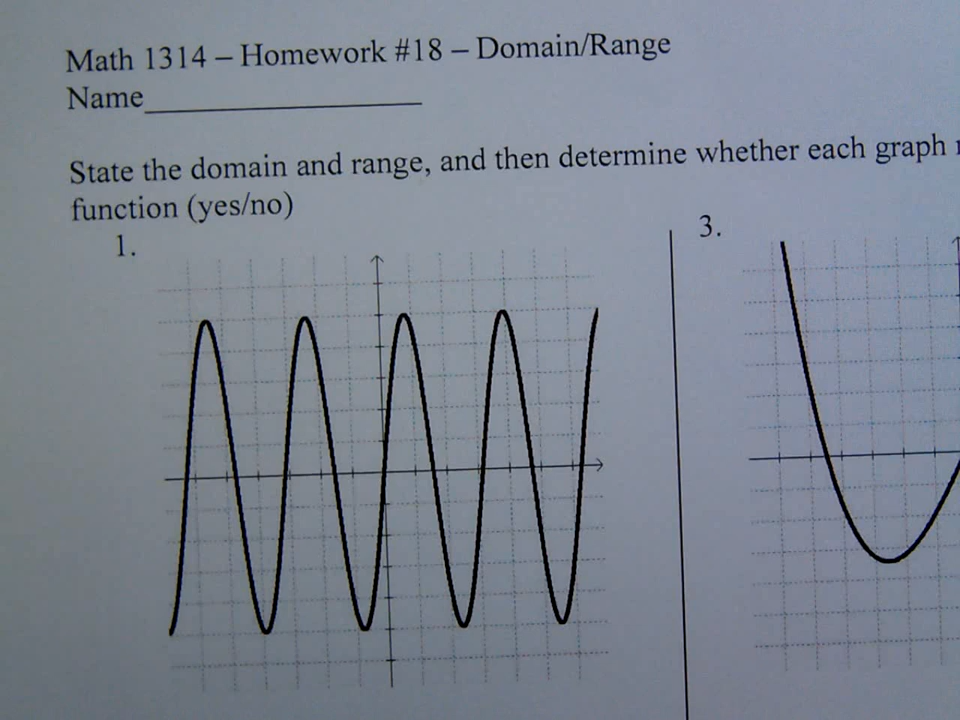 Math 1314 – Homework #18 – Domain/Range
Name
State the domain and range, and then determine whether each graph
function (yes/no)
1.
3.